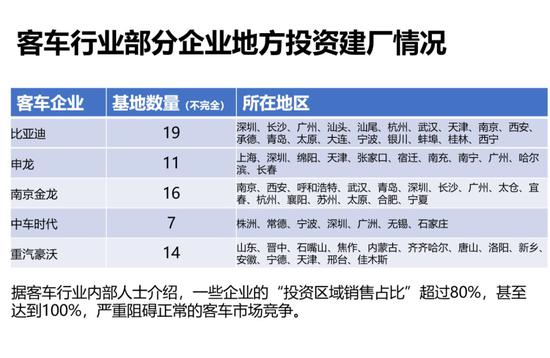 客车行业部分企业地方投资建厂情况
客车企业 基地数量（不完全） 所在地区
比亚迪 19 深圳、长沙、广州、汕头、汕尾、杭州、武汉、天津、南京、西安、
承德、青岛、太原、大连、宁波、银川、蚌埠、桂林、西宁
申龙 11 上海、深圳、绵阳、天津、张家口、宿迁、南充、南宁、广州、哈尔
滨、长春
南京金龙 16 南京、西安、呼和浩特、武汉、青岛、深圳、长沙、广州、太仓、宜
春、杭州、襄阳、苏州、太原、合肥、宁夏
中车时代 7 株洲、常德、宁波、深圳、广洲、无锡、石家庄
重汽豪沃 14 山东、晋中、石嘴山、焦作、内蒙古、齐齐哈尔、唐山、洛阳、新乡、
安徽、宁德、天津、邢台、佳木斯
据客车行业内部人士介绍，一些企业的“投资区域销售占比”超过80%，甚至
达到100%，严重阻碍正常的客车市场竞争。